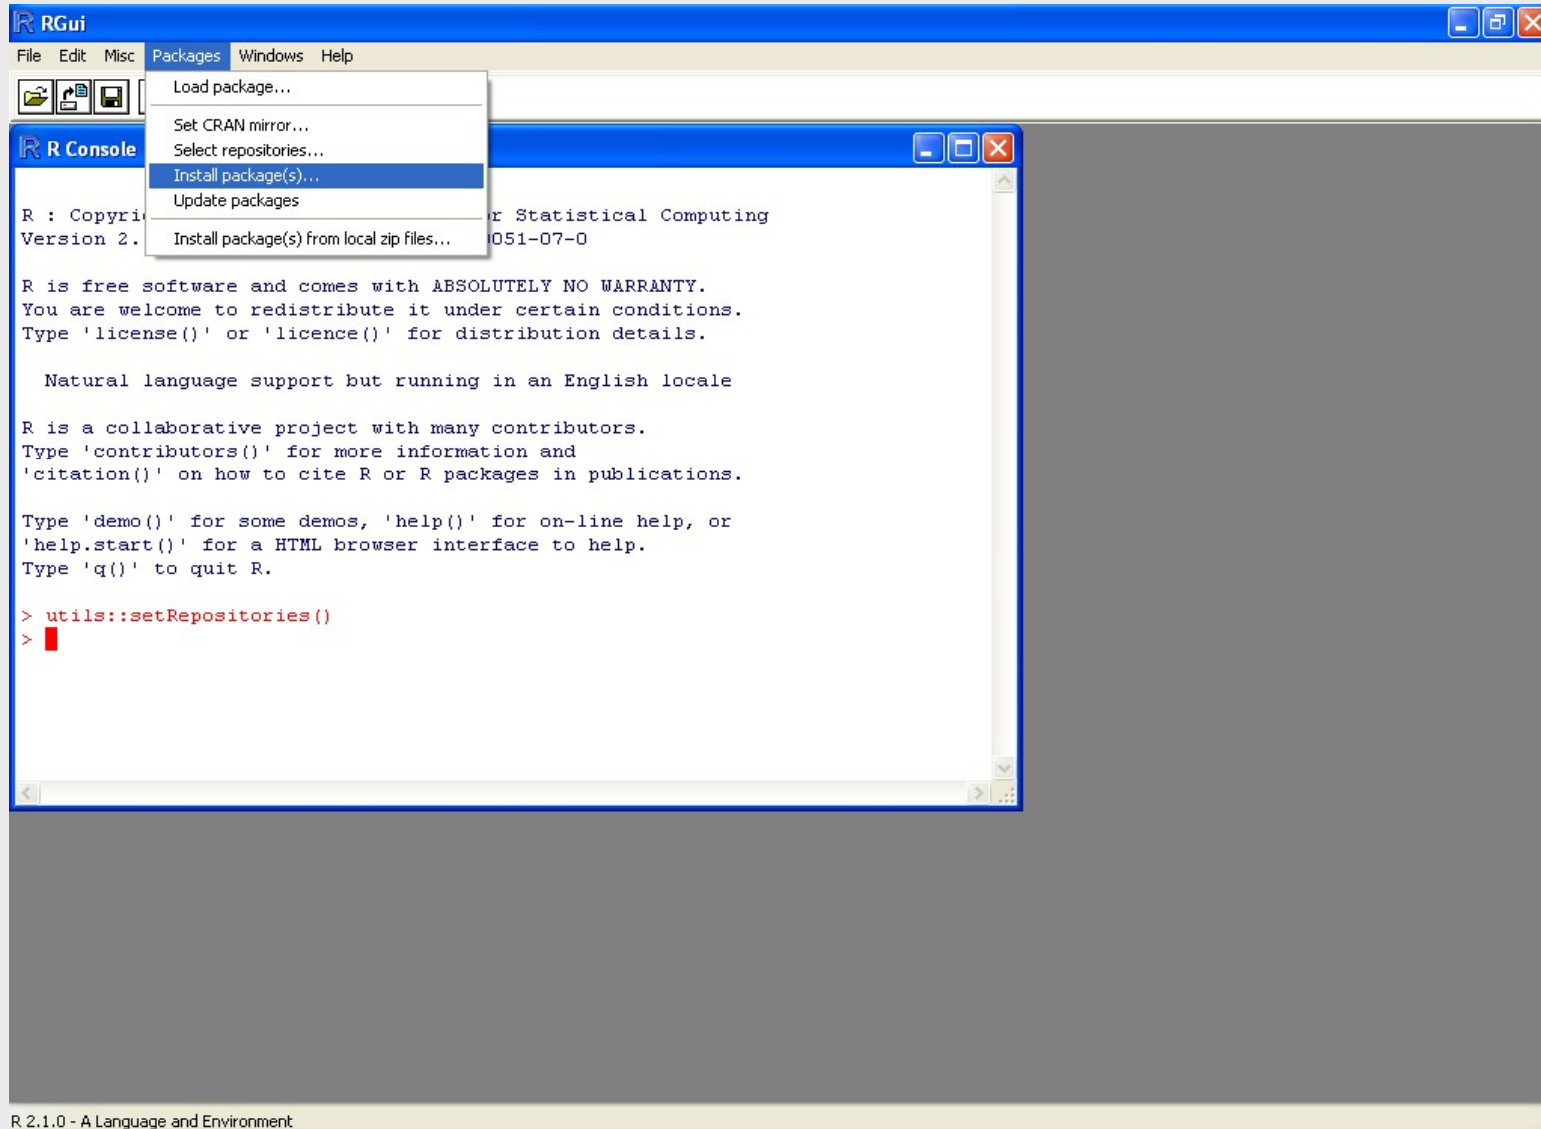 RGui
File Edit Misc Packages Windows Help
Load package...
Set CRAN mirror...
Select repositories...
Install package(s)...
Update packages
Install package(s) from local zip files...
R Console
R : Copyri r Statistical Computing
Version 2. 051-07-0
R is free software and comes with ABSOLUTELY NO WARRANTY.
You are welcome to redistribute it under certain conditions.
Type 'license()' or 'licence()' for distribution details.
Natural language support but running in an English locale
R is a collaborative project with many contributors.
Type 'contributors()' for more information and
'citation()' on how to cite R or R packages in publications.
Type 'demo()' for some demos, 'help()' for on-line help, or
'help.start()' for a HTML browser interface to help.
Type 'q()' to quit R.
> utils::setRepositories()
>
R 2.1.0 - A Language and Environment